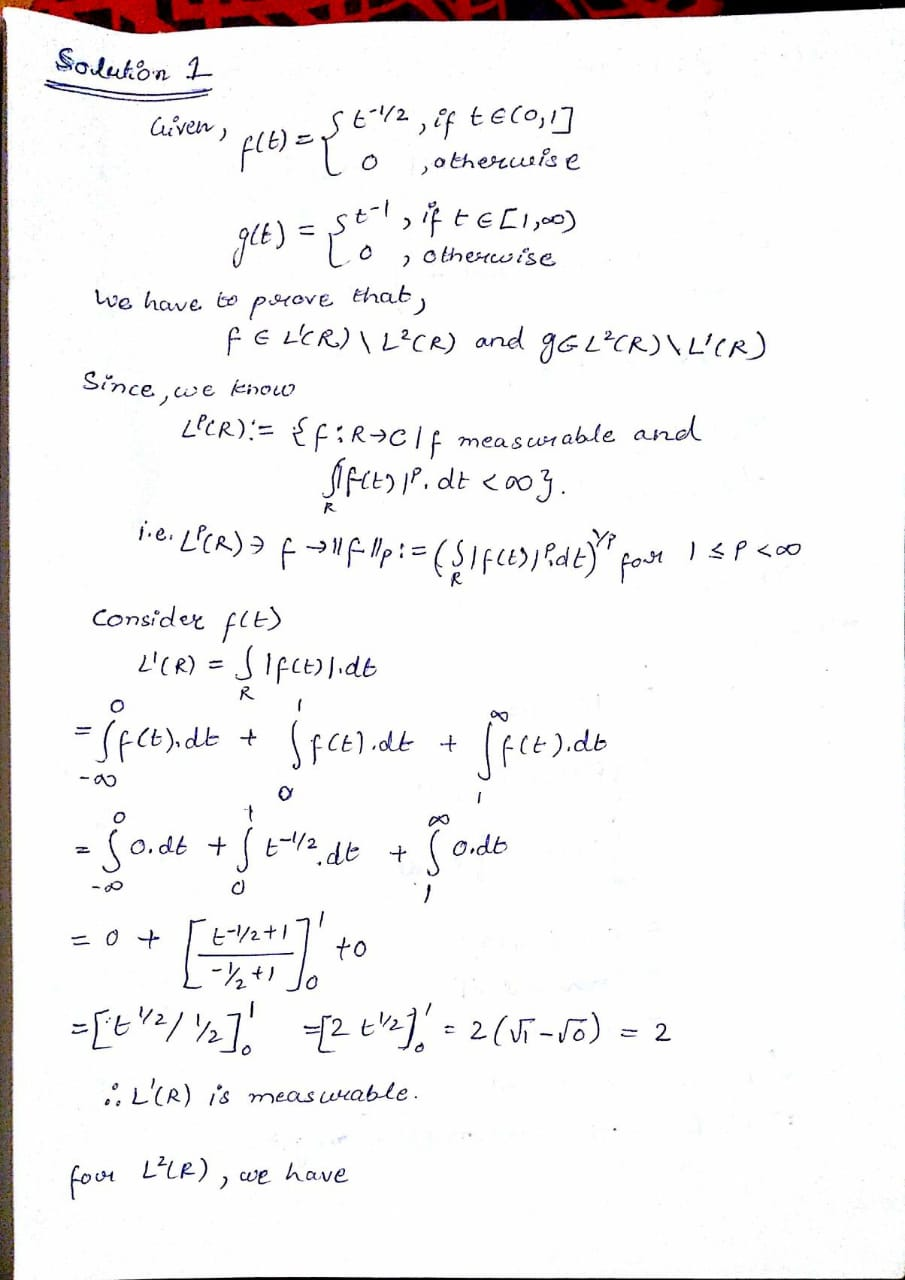 Solution 1
Given, f(t) = { t^-1/2 , if t ∈ (0,1]
0 , otherwise
g(t) = { t^-1 , if t ∈ [1,∞)
0 , otherwise
We have to prove that,
f ∈ L¹(R) \ L²(R) and g ∈ L²(R) \ L¹(R)
Since, we know
L^p(R) := {f : R→C | f measurable and
∫_R |f(t)|^p. dt < ∞}.
i.e. L^p(R) ∋ f → ||f||p := (∫_R |f(t)|^p.dt)^1/p for 1 ≤ p < ∞
Consider f(t)
L¹(R) = ∫_R |f(t)|.dt
= ∫_-∞^0 f(t).dt + ∫_0^1 f(t).dt + ∫_1^∞ f(t).dt
= ∫_-∞^0 0.dt + ∫_0^1 t^-1/2.dt + ∫_1^∞ 0.dt
= 0 + [ t^-1/2+1 / -1/2+1 ]_0^1 + 0
= [t^1/2 / 1/2]_0^1 = [2 t^1/2]_0^1 = 2(√1 - √0) = 2
∴ L¹(R) is measurable.
for L²(R), we have